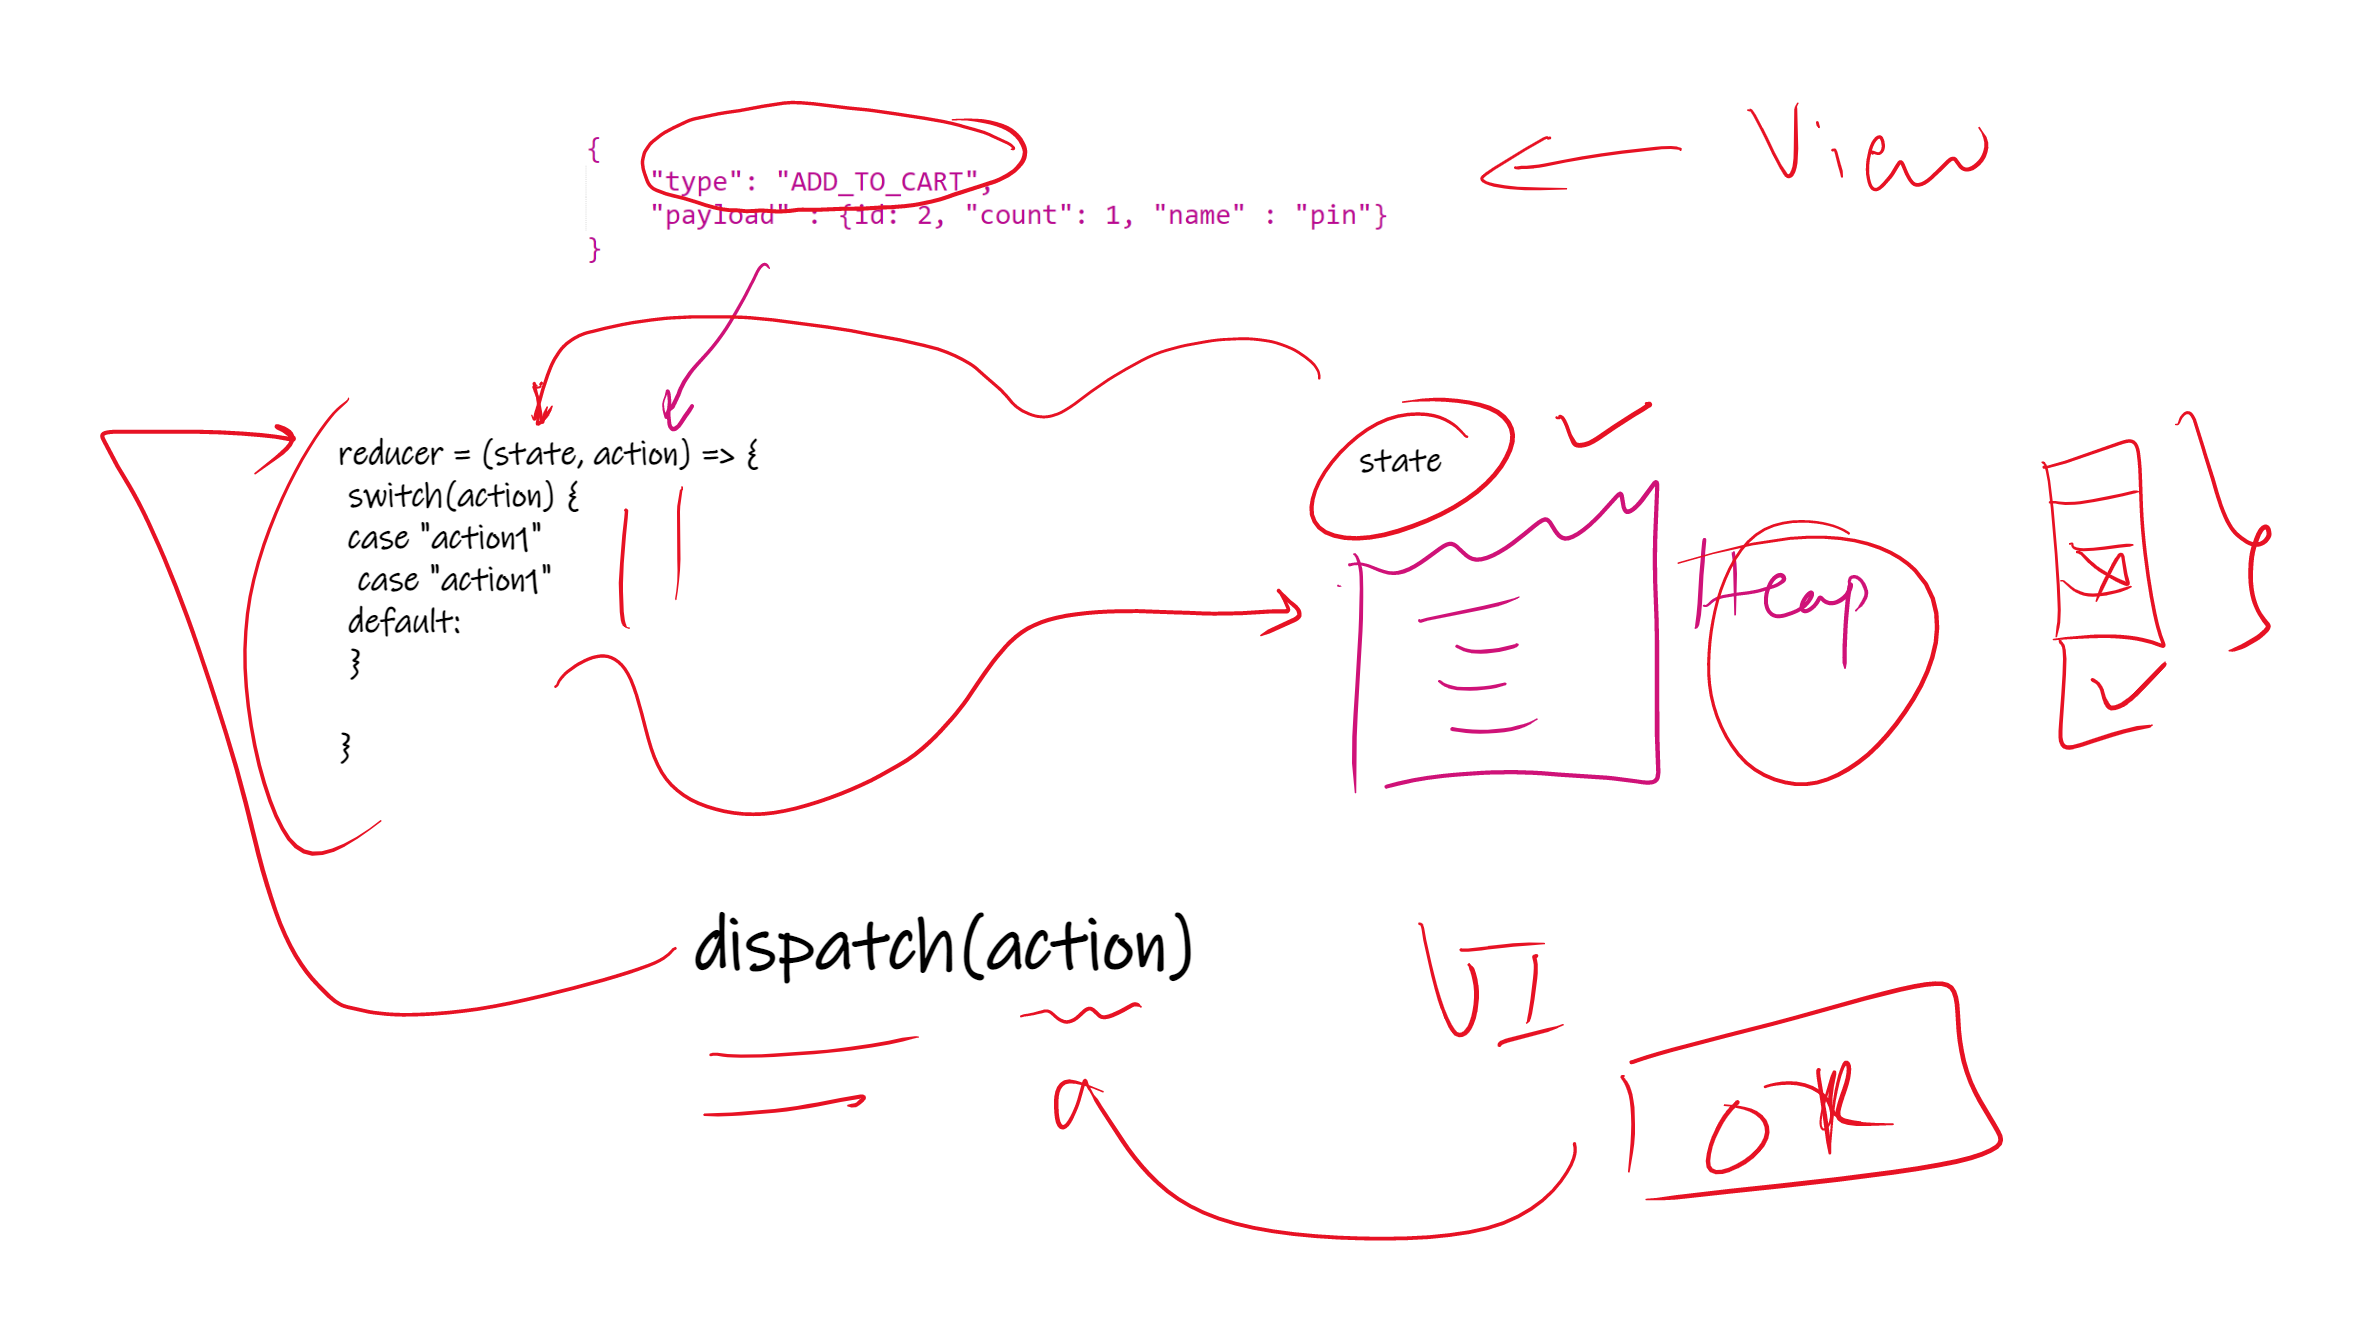 {
"type": "ADD_TO_CART",
"payload" : {id: 2, "count": 1, "name" : "pin"}
}
View
reducer = (state, action) => {
switch(action) {
case "action1"
case "action1"
default:
}
}
state
Heap
dispatch(action)
UI
OK